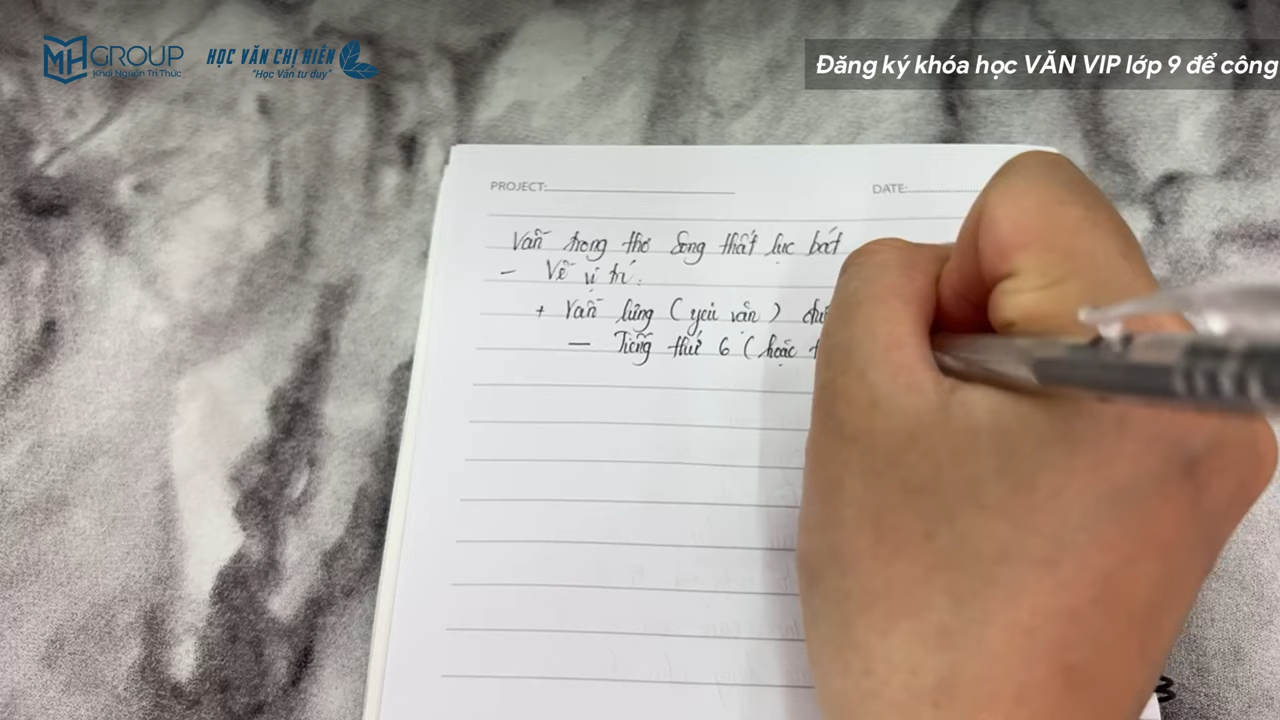 MH GROUP
Khơi Nguồn Tri Thức
HỌC VĂN CHỊ HIÊN
"Học Văn tư duy"
Đăng ký khóa học VĂN VIP lớp 9 để công
PROJECT:
DATE:
Vần trong thơ song thất lục bát
- Về vị trí:
+ Vần lưng (yêu vận)
- Tiếng thứ 6 (hoặc